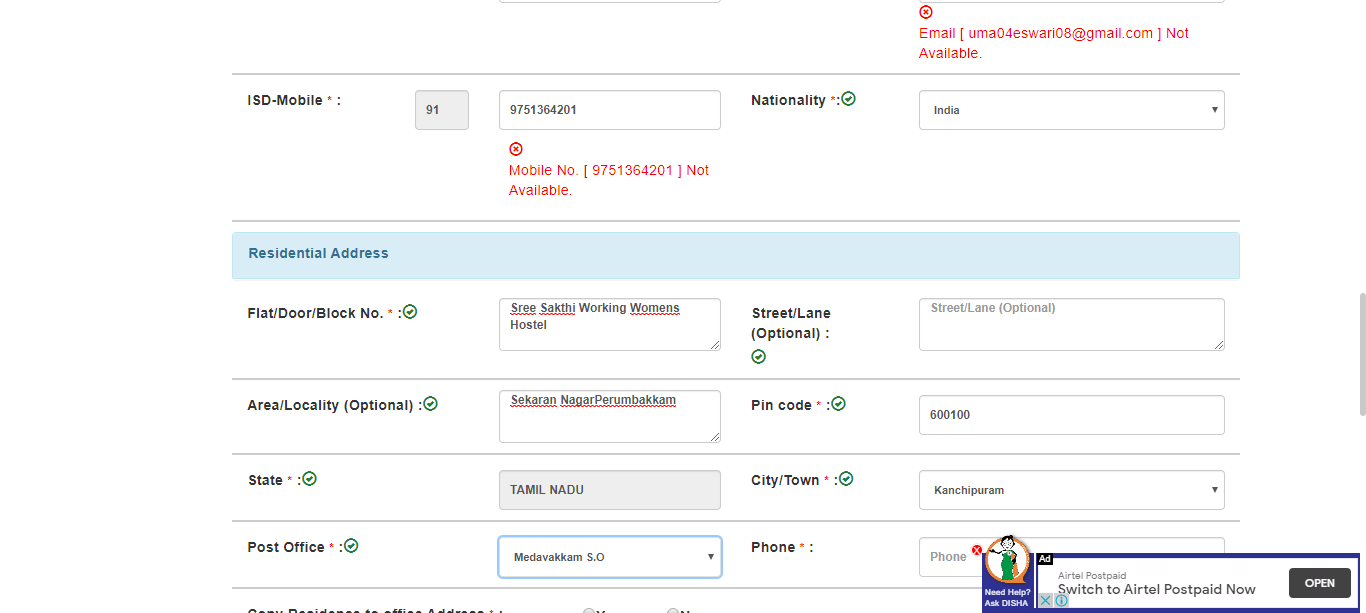 Email [ uma04eswari08@gmail.com ] Not
Available.
ISD-Mobile * :
91
9751364201
Nationality *:
India
Mobile No. [ 9751364201 ] Not
Available.
Residential Address
Flat/Door/Block No. * :
Sree Sakthi Working Womens
Hostel
Street/Lane
(Optional) :
Street/Lane (Optional)
Area/Locality (Optional) :
Sekaran NagarPerumbakkam
Pin code * :
600100
State * :
TAMIL NADU
City/Town * :
Kanchipuram
Post Office * :
Medavakkam S.O
Phone * :
Phone
Need Help?
Ask DISHA
Ad
Airtel Postpaid
Switch to Airtel Postpaid Now
OPEN
Copy Residence to office Address * :